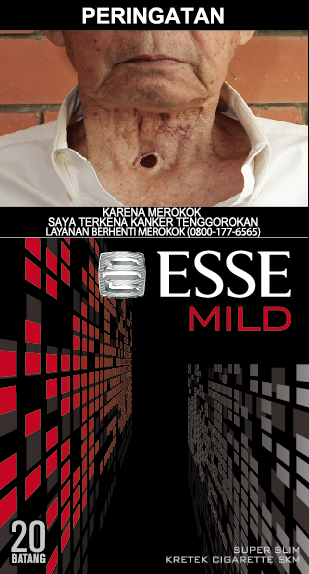 PERINGATAN
KARENA MEROKOK
SAYA TERKENA KANKER TENGGOROKAN
LAYANAN BERHENTI MEROKOK (0800-177-6565)
ESSE
MILD
20
BATANG
SUPER SLIM
KRETEK CIGARETTE SKM